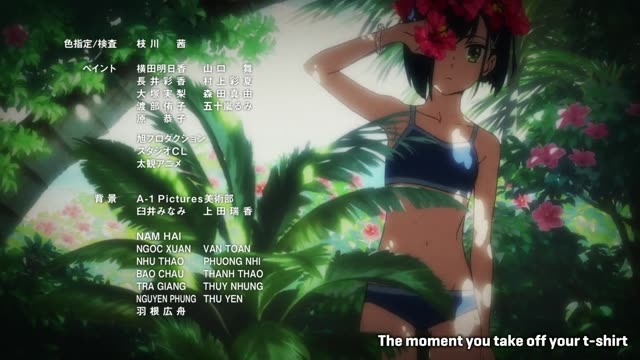 色指定/検査 枝川 茜
ペイント 横田明日香 山口 舞
長井彩香 村上彩夏
大塚実梨 森田真由
渡部侑子 五十嵐るみ
原 恭子
旭プロダクション
スタジオCL
太観アニメ
背景 A-1 Pictures美術部
臼井みなみ 上田瑞香
NAM HAI
NGOC XUAN VAN TOAN
NHU THAO PHUONG NHI
BAO CHAU THANH THAO
TRA GIANG THUY NHUNG
NGUYEN PHUNG THU YEN
羽根広舟
The moment you take off your t-shirt